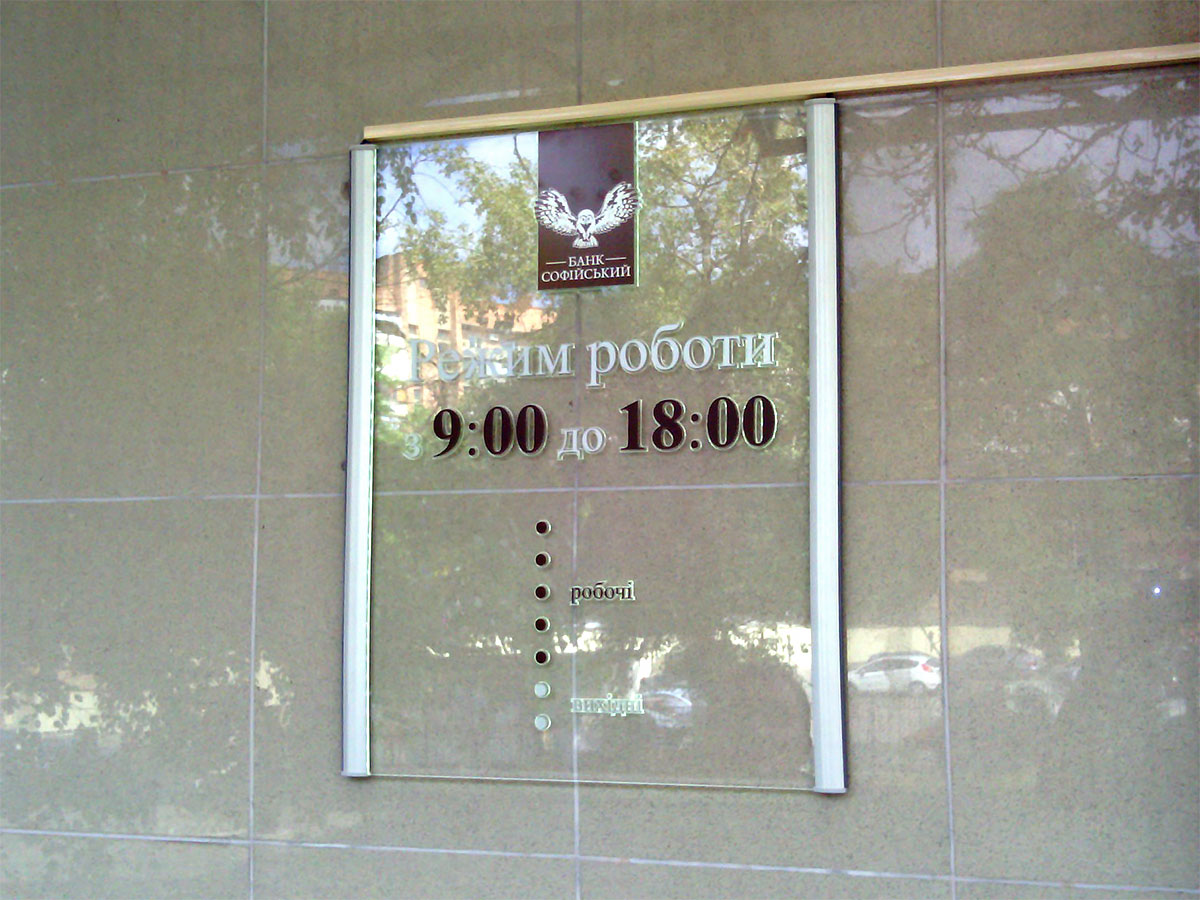 БАНК
СОФІЙСЬКИЙ
Режим роботи
з 9:00 до 18:00
робочі
вихідні